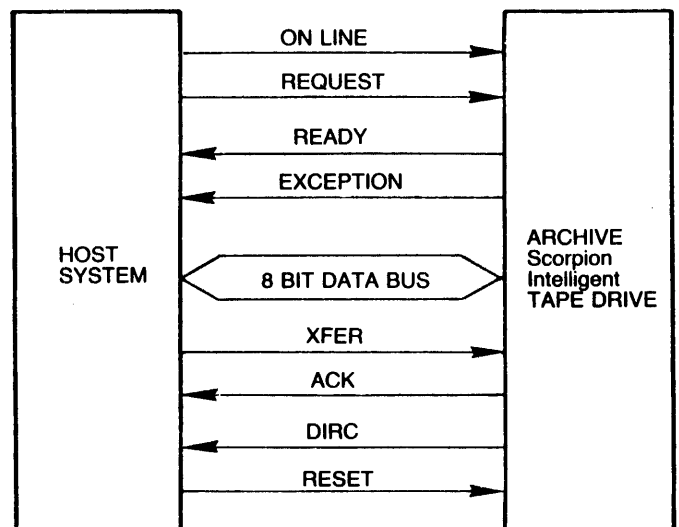 ON LINE
REQUEST
READY
EXCEPTION
HOST
SYSTEM
8 BIT DATA BUS
ARCHIVE
Scorpion
Intelligent
TAPE DRIVE
XFER
ACK
DIRC
RESET